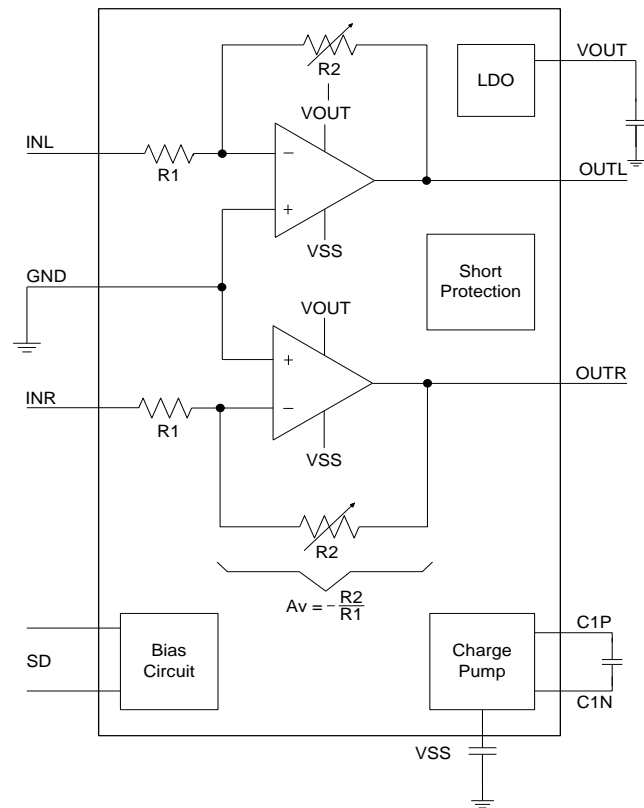 VOUT
R2
LDO
VOUT
INL
R1
OUTL
VSS
GND
Short
Protection
VOUT
OUTR
INR
R1
VSS
R2
Av = - R2
R1
SD
Bias
Circuit
Charge
Pump
C1P
C1N
VSS